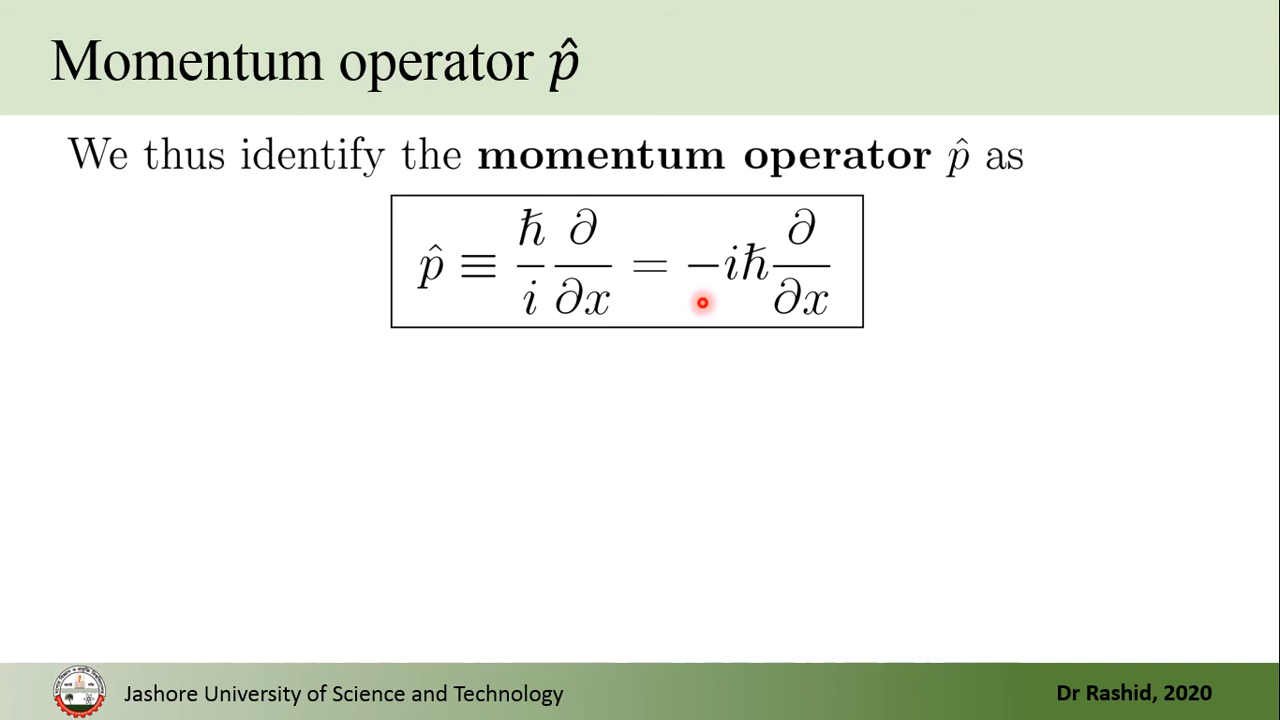 Momentum operator p̂
We thus identify the momentum operator p̂ as
p̂ ≡ ℏ/i ∂/∂x = −iℏ ∂/∂x
Jashore University of Science and Technology
Dr Rashid, 2020